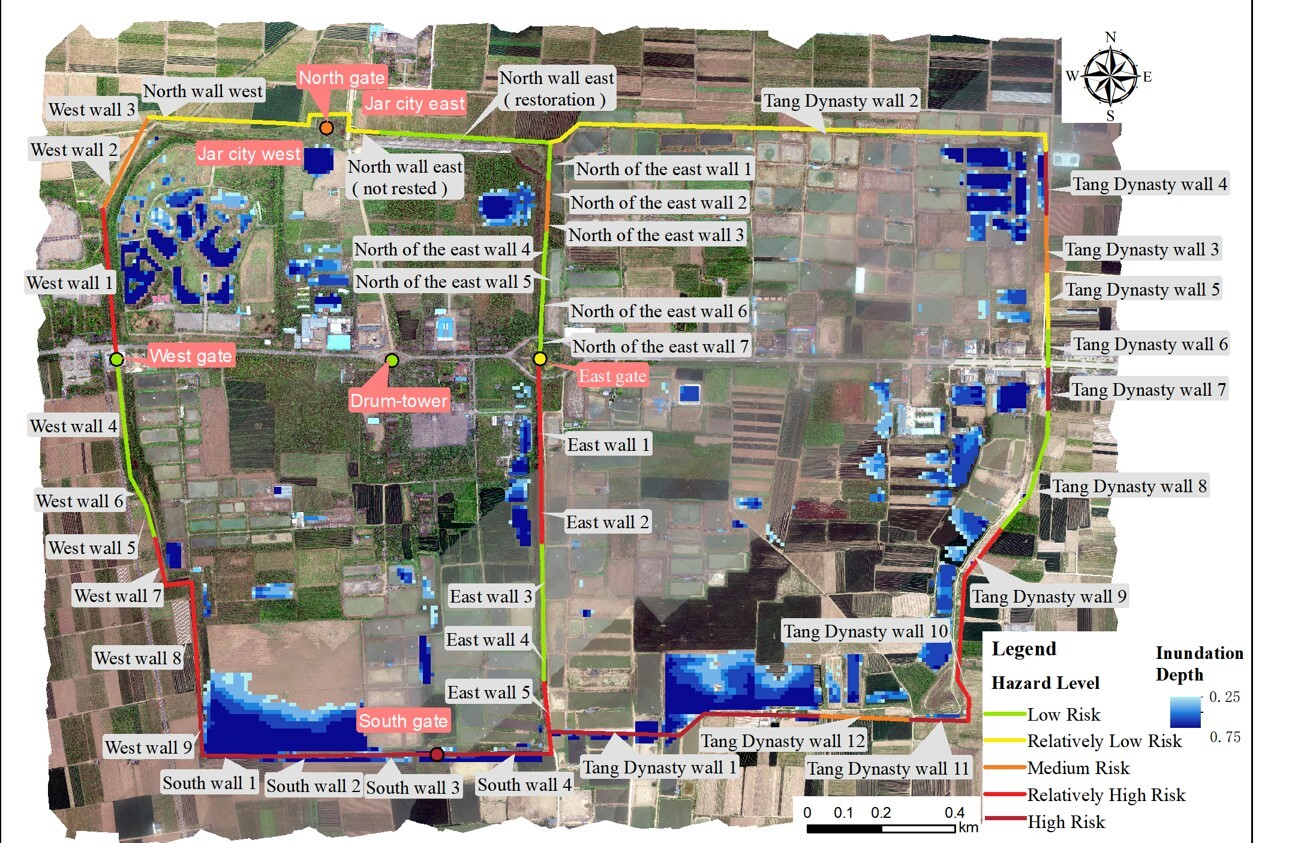 N
W E
S
North gate
North wall east
( restoration )
West wall 3
North wall west
Jar city east
Tang Dynasty wall 2
West wall 2
Jar city west
North wall east
( not rested )
North of the east wall 1
Tang Dynasty wall 4
North of the east wall 2
North of the east wall 3
North of the east wall 4
Tang Dynasty wall 3
West wall 1
North of the east wall 5
Tang Dynasty wall 5
North of the east wall 6
North of the east wall 7
Tang Dynasty wall 6
West gate
East gate
Tang Dynasty wall 7
Drum-tower
West wall 4
East wall 1
Tang Dynasty wall 8
West wall 6
East wall 2
West wall 5
West wall 7
East wall 3
Tang Dynasty wall 9
East wall 4
Tang Dynasty wall 10
West wall 8
East wall 5
South gate
West wall 9
Tang Dynasty wall 12
South wall 1
South wall 2
South wall 3
South wall 4
Tang Dynasty wall 1
Tang Dynasty wall 11
Legend
Hazard Level
Low Risk
Relatively Low Risk
Medium Risk
Relatively High Risk
High Risk
Inundation
Depth
0.25
0.75
0 0.1 0.2 0.4
km